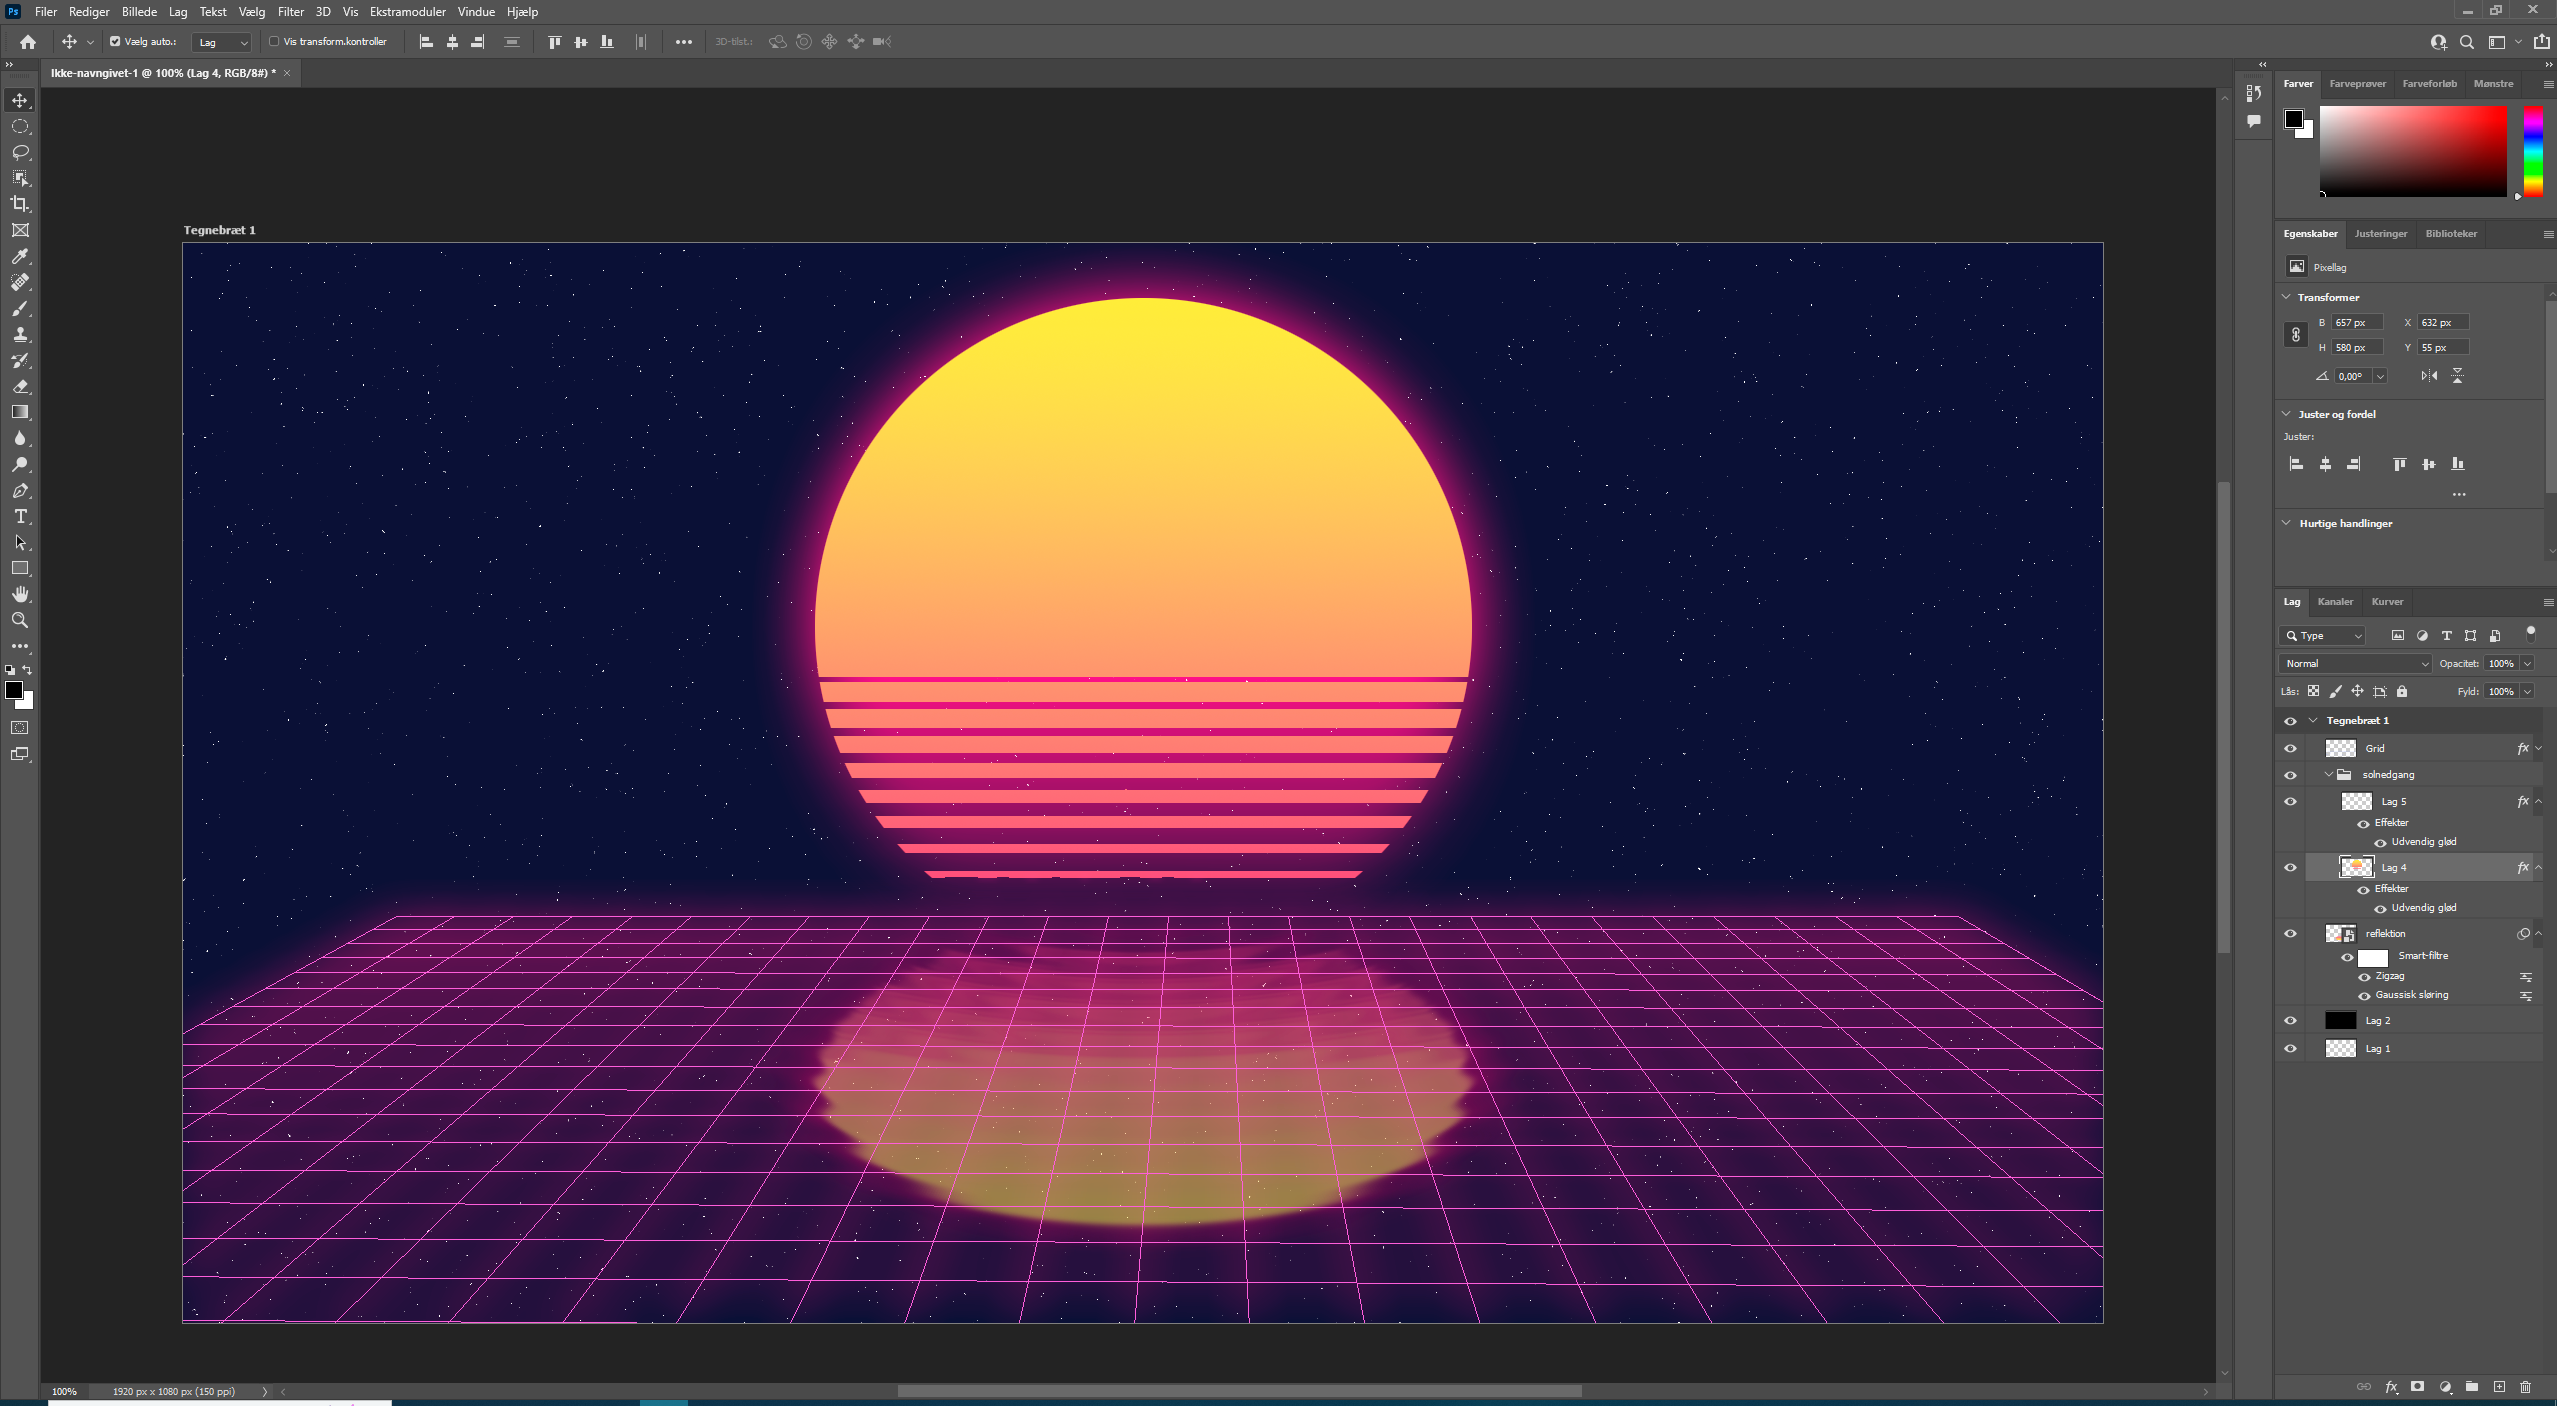 Ps Filer Rediger Billede Lag Tekst Vælg Filter 3D Vis Ekstramoduler Vindue Hjælp
Vælg auto.: Lag Vis transform.kontroller 3D-tilst.:
Ikke-navngivet-1 @ 100% (Lag 4, RGB/8#) *
Tegnebræt 1
100% 1920 px x 1080 px (150 ppi)
Farver Farveprøver Farveforløb Mønstre
Egenskaber Justeringer Biblioteker
Pixellag
Transformer
B 657 px X 632 px
H 580 px Y 55 px
0,00°
Juster og fordel
Juster:
Hurtige handlinger
Lag Kanaler Kurver
Type
Normal Opacitet: 100%
Lås: Fyld: 100%
Tegnebræt 1
Grid fx
solnedgang
Lag 5 fx
Effekter
Udvendig glød
Lag 4 fx
Effekter
Udvendig glød
reflektion
Smart-filtre
Zigzag
Gaussisk sløring
Lag 2
Lag 1
fx